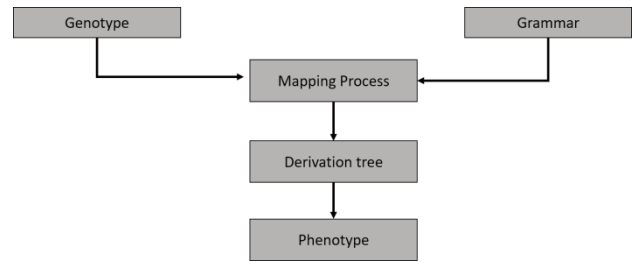 Genotype
Grammar
Mapping Process
Derivation tree
Phenotype